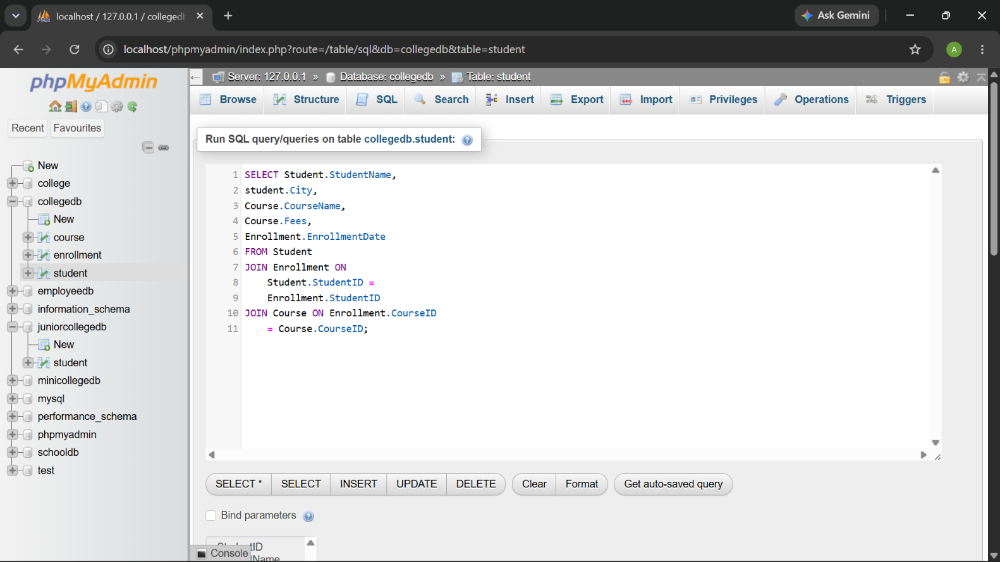 localhost / 127.0.0.1 / collegedb
Ask Gemini
localhost/phpmyadmin/index.php?route=/table/sql&db=collegedb&table=student
A
phpMyAdmin
Recent
Favourites
New
college
collegedb
New
course
enrollment
student
employeedb
information_schema
juniorcollegedb
New
student
minicollegedb
mysql
performance_schema
phpmyadmin
schooldb
test
Server: 127.0.0.1 » Database: collegedb » Table: student
Browse Structure SQL Search Insert Export Import Privileges Operations Triggers
Run SQL query/queries on table collegedb.student:
1 SELECT Student.StudentName,
2 student.City,
3 Course.CourseName,
4 Course.Fees,
5 Enrollment.EnrollmentDate
6 FROM Student
7 JOIN Enrollment ON
8 Student.StudentID =
9 Enrollment.StudentID
10 JOIN Course ON Enrollment.CourseID
11 = Course.CourseID;
SELECT * SELECT INSERT UPDATE DELETE Clear Format Get auto-saved query
Bind parameters
Console